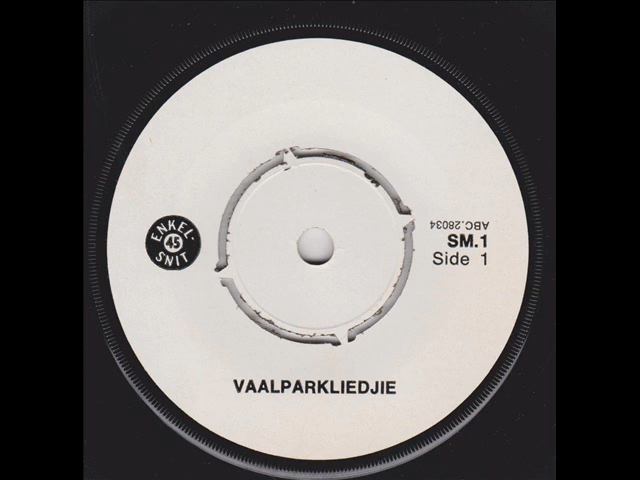 ENKEL-
45
SNIT
ABC.28034
SM.1
Side 1
VAALPARKLIEDJIE